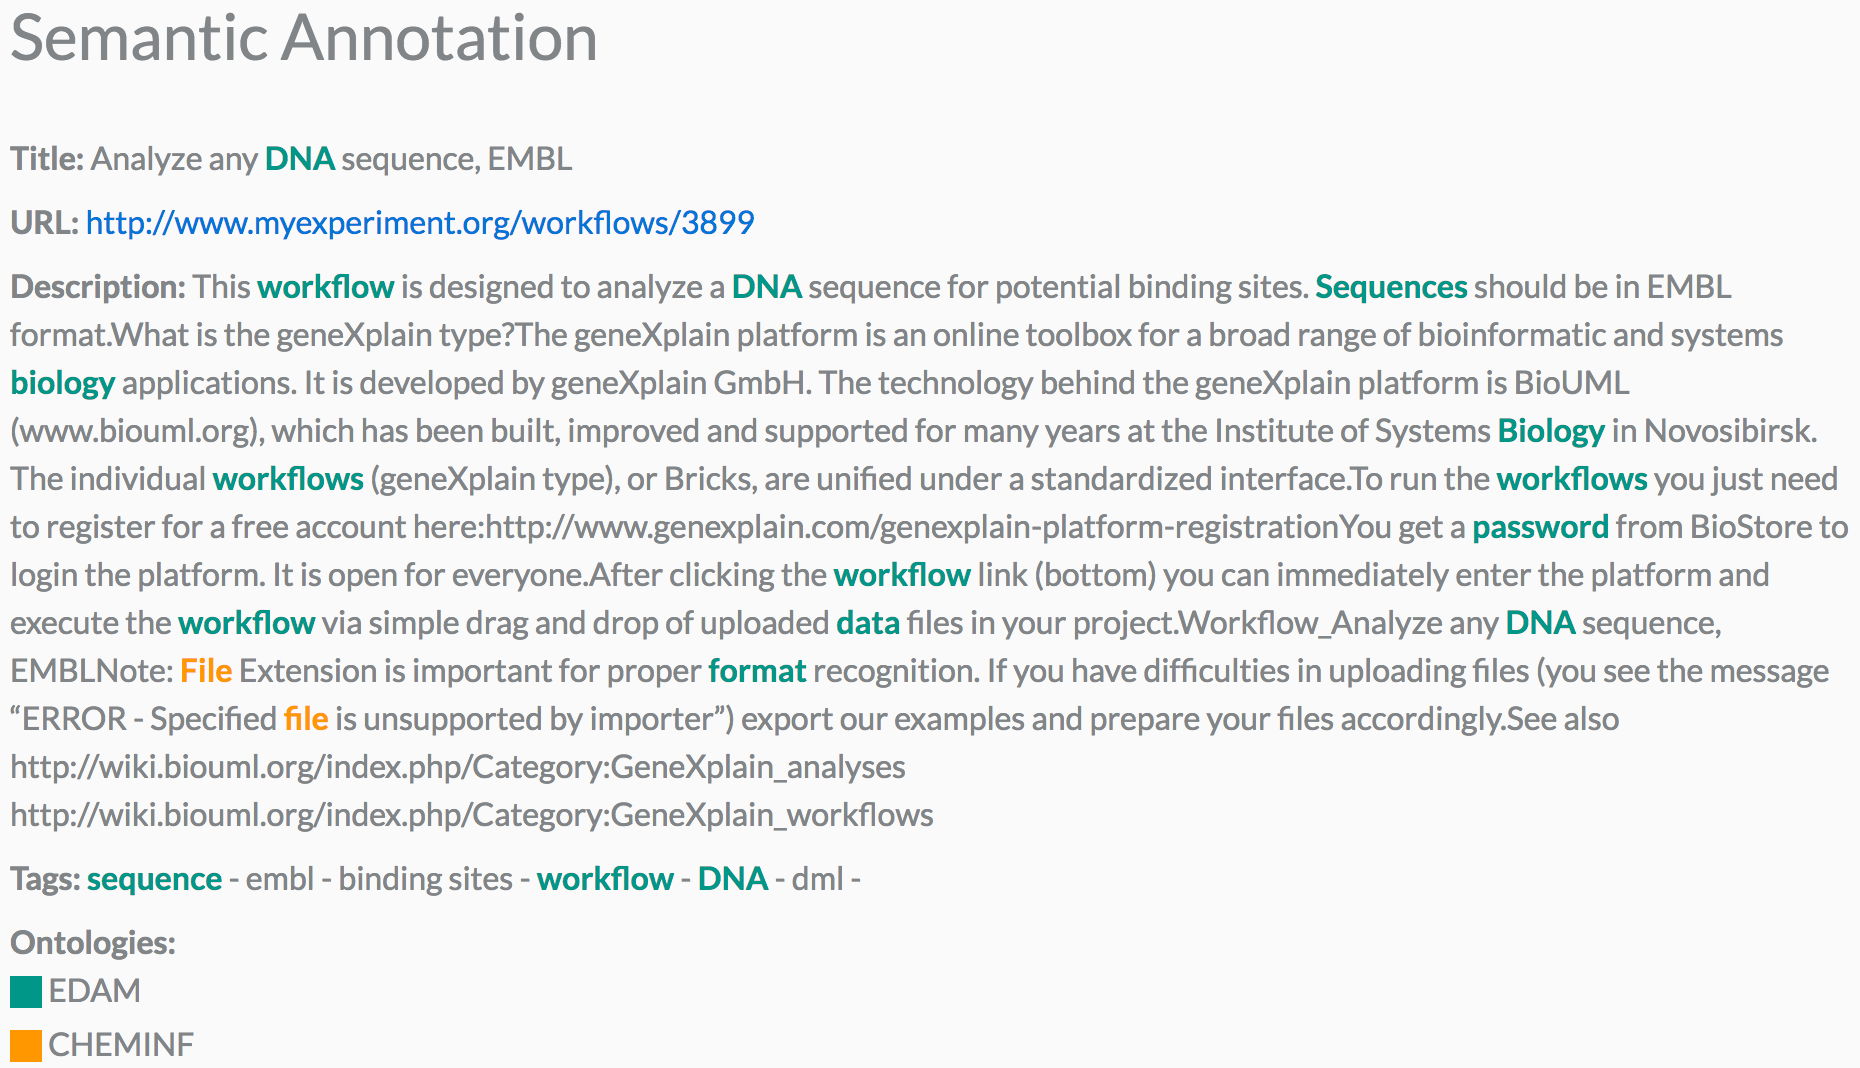 Semantic Annotation
Title: Analyze any DNA sequence, EMBL
URL: http://www.myexperiment.org/workflows/3899
Description: This workflow is designed to analyze a DNA sequence for potential binding sites. Sequences should be in EMBL
format.What is the geneXplain type?The geneXplain platform is an online toolbox for a broad range of bioinformatic and systems
biology applications. It is developed by geneXplain GmbH. The technology behind the geneXplain platform is BioUML
(www.biouml.org), which has been built, improved and supported for many years at the Institute of Systems Biology in Novosibirsk.
The individual workflows (geneXplain type), or Bricks, are unified under a standardized interface.To run the workflows you just need
to register for a free account here:http://www.genexplain.com/genexplain-platform-registrationYou get a password from BioStore to
login the platform. It is open for everyone.After clicking the workflow link (bottom) you can immediately enter the platform and
execute the workflow via simple drag and drop of uploaded data files in your project.Workflow_Analyze any DNA sequence,
EMBLNote: File Extension is important for proper format recognition. If you have difficulties in uploading files (you see the message
“ERROR - Specified file is unsupported by importer”) export our examples and prepare your files accordingly.See also
http://wiki.biouml.org/index.php/Category:GeneXplain_analyses
http://wiki.biouml.org/index.php/Category:GeneXplain_workflows
Tags: sequence - embl - binding sites - workflow - DNA - dml -
Ontologies:
EDAM
CHEMINF